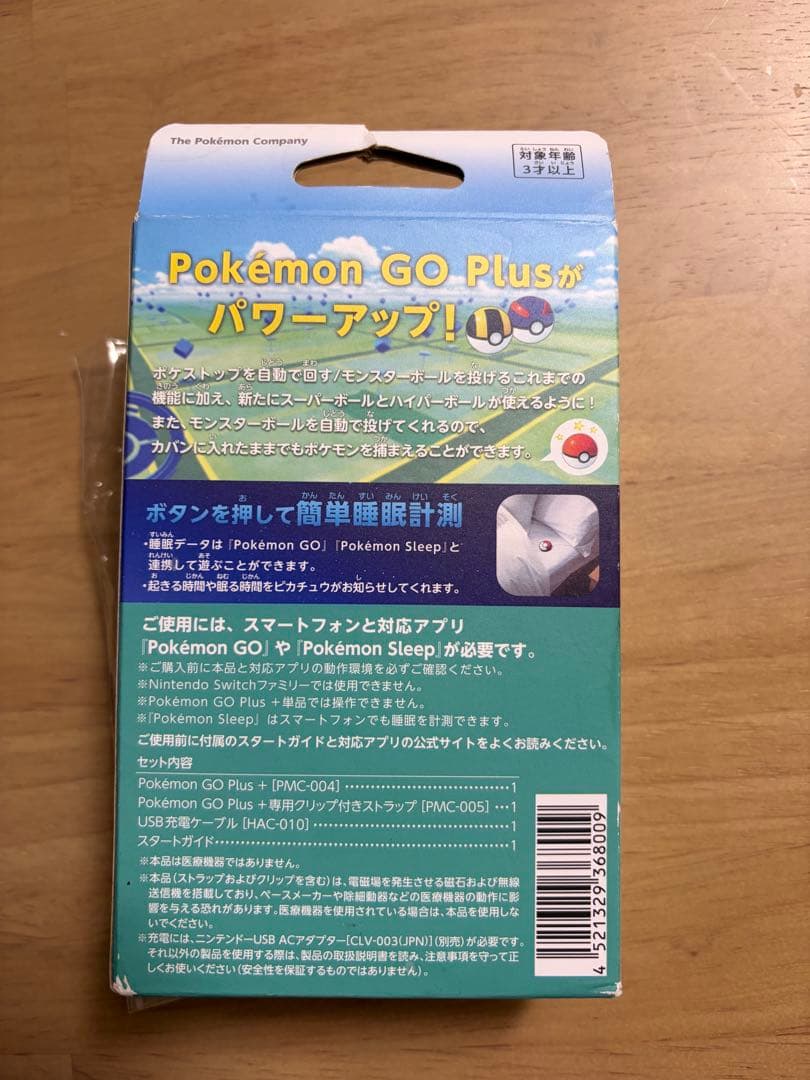 The Pokémon Company
対象年齢
3才以上
Pokémon GO Plusが
パワーアップ!
ポケストップを自動で回す/モンスターボールを投げるこれまでの
機能に加え、新たにスーパーボールとハイパーボールが使えるように!
また、モンスターボールを自動で投げてくれるので、
カバンに入れたままでもポケモンを捕まえることができます。
ボタンを押して簡単睡眠計測
・睡眠データは『Pokémon GO』『Pokémon Sleep』と
連携して遊ぶことができます。
・起きる時間や眠る時間をピカチュウがお知らせしてくれます。
ご使用には、スマートフォンと対応アプリ
『Pokémon GO』や『Pokémon Sleep』が必要です。
※ご購入前に本品と対応アプリの動作環境を必ずご確認ください。
※Nintendo Switchファミリーでは使用できません。
※Pokémon GO Plus +単品では操作できません。
※『Pokémon Sleep』はスマートフォンでも睡眠を計測できます。
ご使用前に付属のスタートガイドと対応アプリの公式サイトをよくお読みください。
セット内容
Pokémon GO Plus + [PMC-004] ……………………………1
Pokémon GO Plus +専用クリップ付きストラップ [PMC-005] …1
USB充電ケーブル [HAC-010] …………………………………1
スタートガイド……………………………………………………1
※本品は医療機器ではありません。
※本品(ストラップおよびクリップを含む)は、電磁場を発生させる磁石および無線
送信機を搭載しており、ペースメーカーや除細動器などの医療機器の動作に影
響を与える恐れがあります。医療機器を使用されている場合は、本品を使用しな
いでください。
※充電には、ニンテンドーUSB ACアダプター[CLV-003(JPN)](別売)が必要です。
それ以外の製品を使用する際は、製品の取扱説明書を読み、注意事項を守って正
しくお使いください(安全性を保証するものではありません)。
4 521329 368009